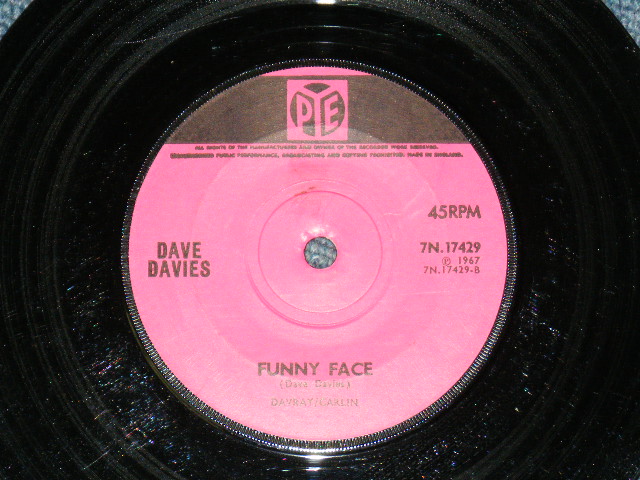 PYE
ALL RIGHTS OF THE MANUFACTURER AND OWNER OF THE RECORDED WORK RESERVED.
PUBLIC PERFORMANCE, BROADCASTING AND COPYING PROHIBITED. MADE IN ENGLAND.
45RPM
DAVE
DAVIES
7N.17429
℗ 1967
7N.17429-B
FUNNY FACE
(Dave Davies)
DAVRAY/CARLIN